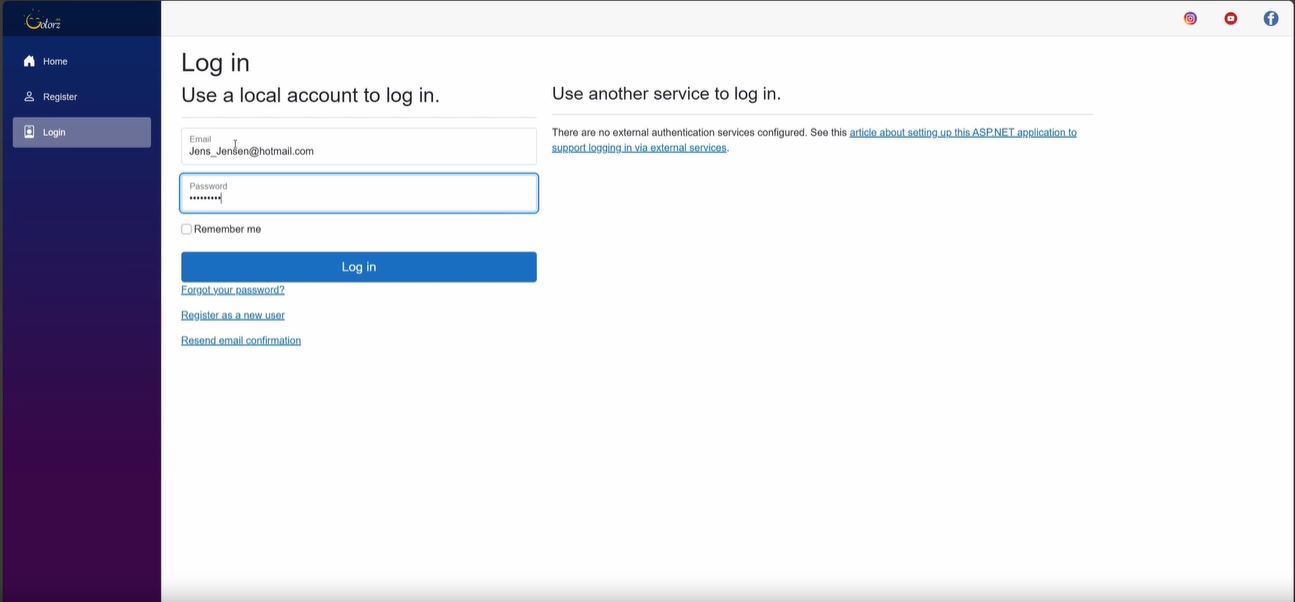 Golorz
Home
Register
Login
Log in
Use a local account to log in.
Email
Jens_Jensen@hotmail.com
Password
•••••••••
Remember me
Log in
Forgot your password?
Register as a new user
Resend email confirmation
Use another service to log in.
There are no external authentication services configured. See this article about setting up this ASP.NET application to
support logging in via external services.